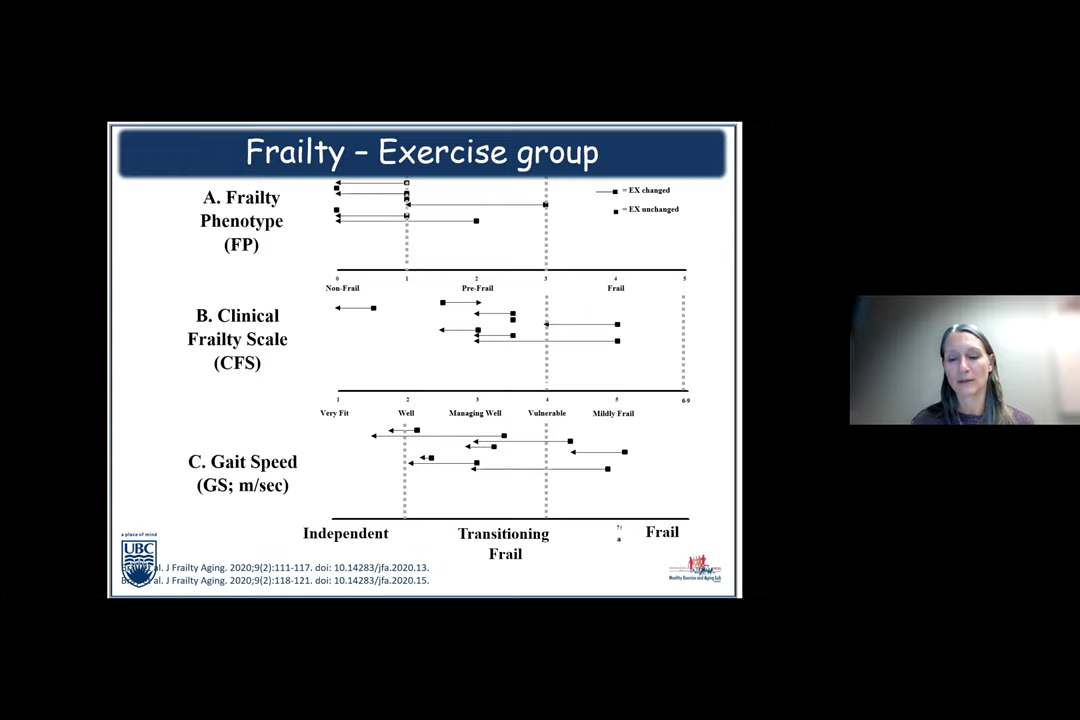 Frailty – Exercise group
A. Frailty
Phenotype
(FP)
= EX changed
= EX unchanged
0 1 2 3 4 5
Non-Frail Pre-Frail Frail
B. Clinical
Frailty Scale
(CFS)
1 2 3 4 5 6-9
Very Fit Well Managing Well Vulnerable Mildly Frail
C. Gait Speed
(GS; m/sec)
Independent Transitioning Frail
Frail
a place of mind
UBC
al. J Frailty Aging. 2020;9(2):111-117. doi: 10.14283/jfa.2020.13.
al. J Frailty Aging. 2020;9(2):118-121. doi: 10.14283/jfa.2020.15.
Healthy Exercise and Aging Lab